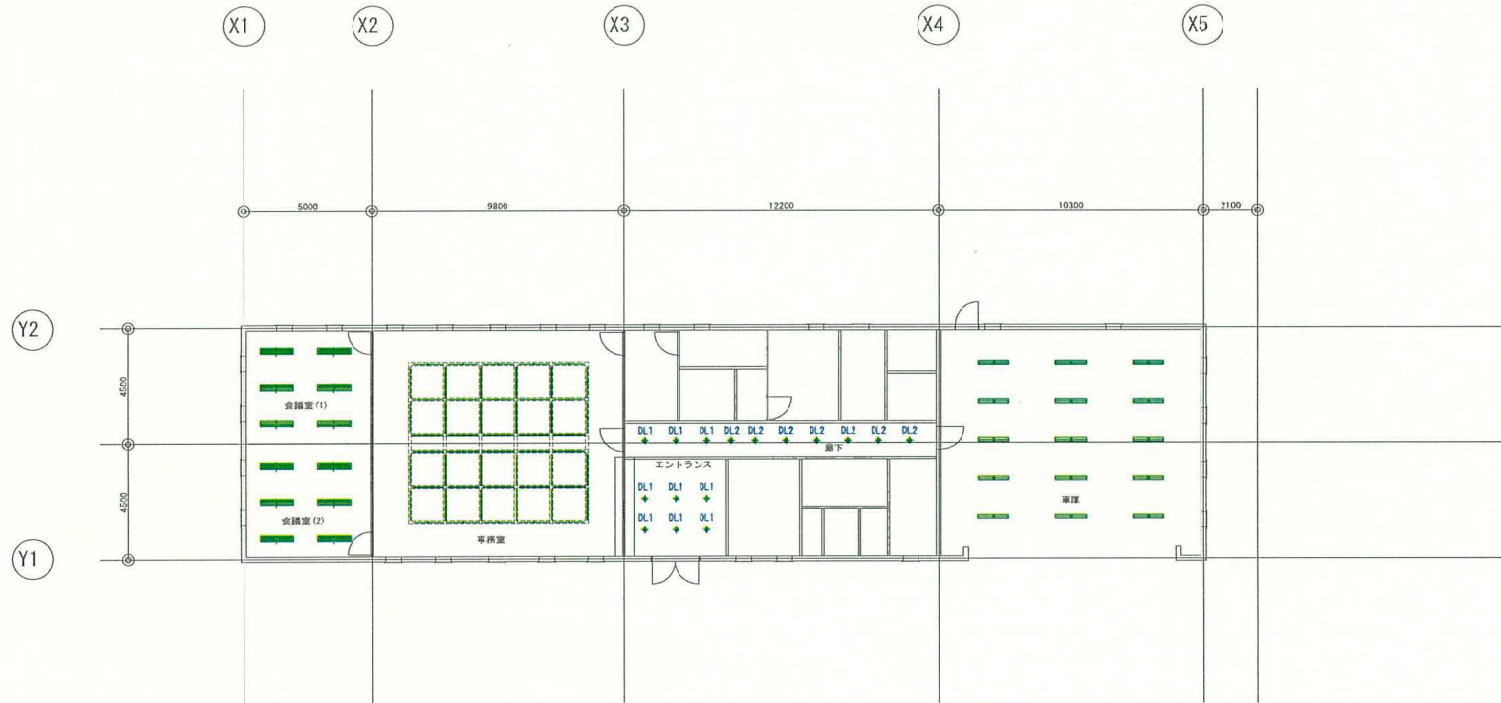 X1 X2 X3 X4 X5
5000 9800 12200 10300 2100
Y2
4500
会議室(1)
DL1 DL1 DL1 DL2 DL2 DL2 DL2 DL2 DL2 DL2
廊下
エントランス
DL1 DL1 DL1
4500
車庫
DL1 DL1 DL1
会議室(2)
事務室
Y1